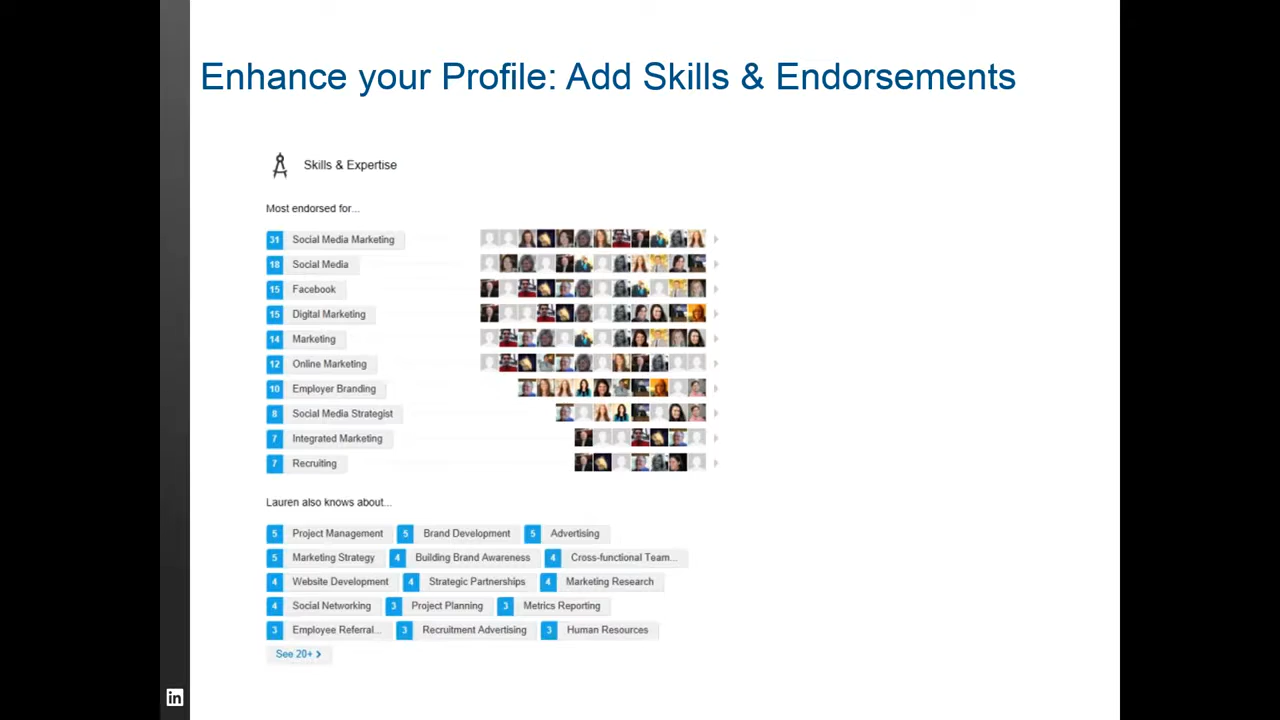 Enhance your Profile: Add Skills & Endorsements
Skills & Expertise
Most endorsed for...
31 Social Media Marketing
18 Social Media
15 Facebook
15 Digital Marketing
14 Marketing
12 Online Marketing
10 Employer Branding
8 Social Media Strategist
7 Integrated Marketing
7 Recruiting
Lauren also knows about...
5 Project Management 5 Brand Development 5 Advertising
5 Marketing Strategy 4 Building Brand Awareness 4 Cross-functional Team...
4 Website Development 4 Strategic Partnerships 4 Marketing Research
4 Social Networking 3 Project Planning 3 Metrics Reporting
3 Employee Referral... 3 Recruitment Advertising 3 Human Resources
See 20+
in